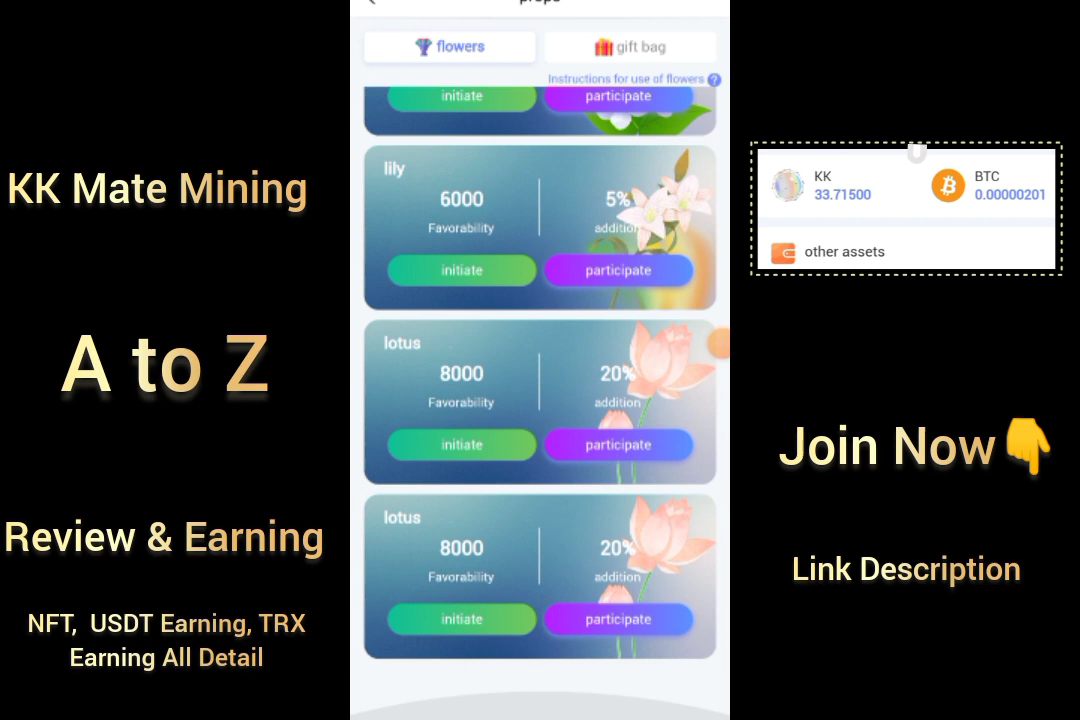 KK Mate Mining
A to Z
Review & Earning
NFT, USDT Earning, TRX
Earning All Detail
props
flowers
gift bag
Instructions for use of flowers ?
initiate
participate
lily
6000
5%
Favorability
addition
initiate
participate
lotus
8000
20%
Favorability
addition
initiate
participate
lotus
8000
20%
Favorability
addition
initiate
participate
KK
33.71500
BTC
0.00000201
other assets
Join Now👇
Link Description